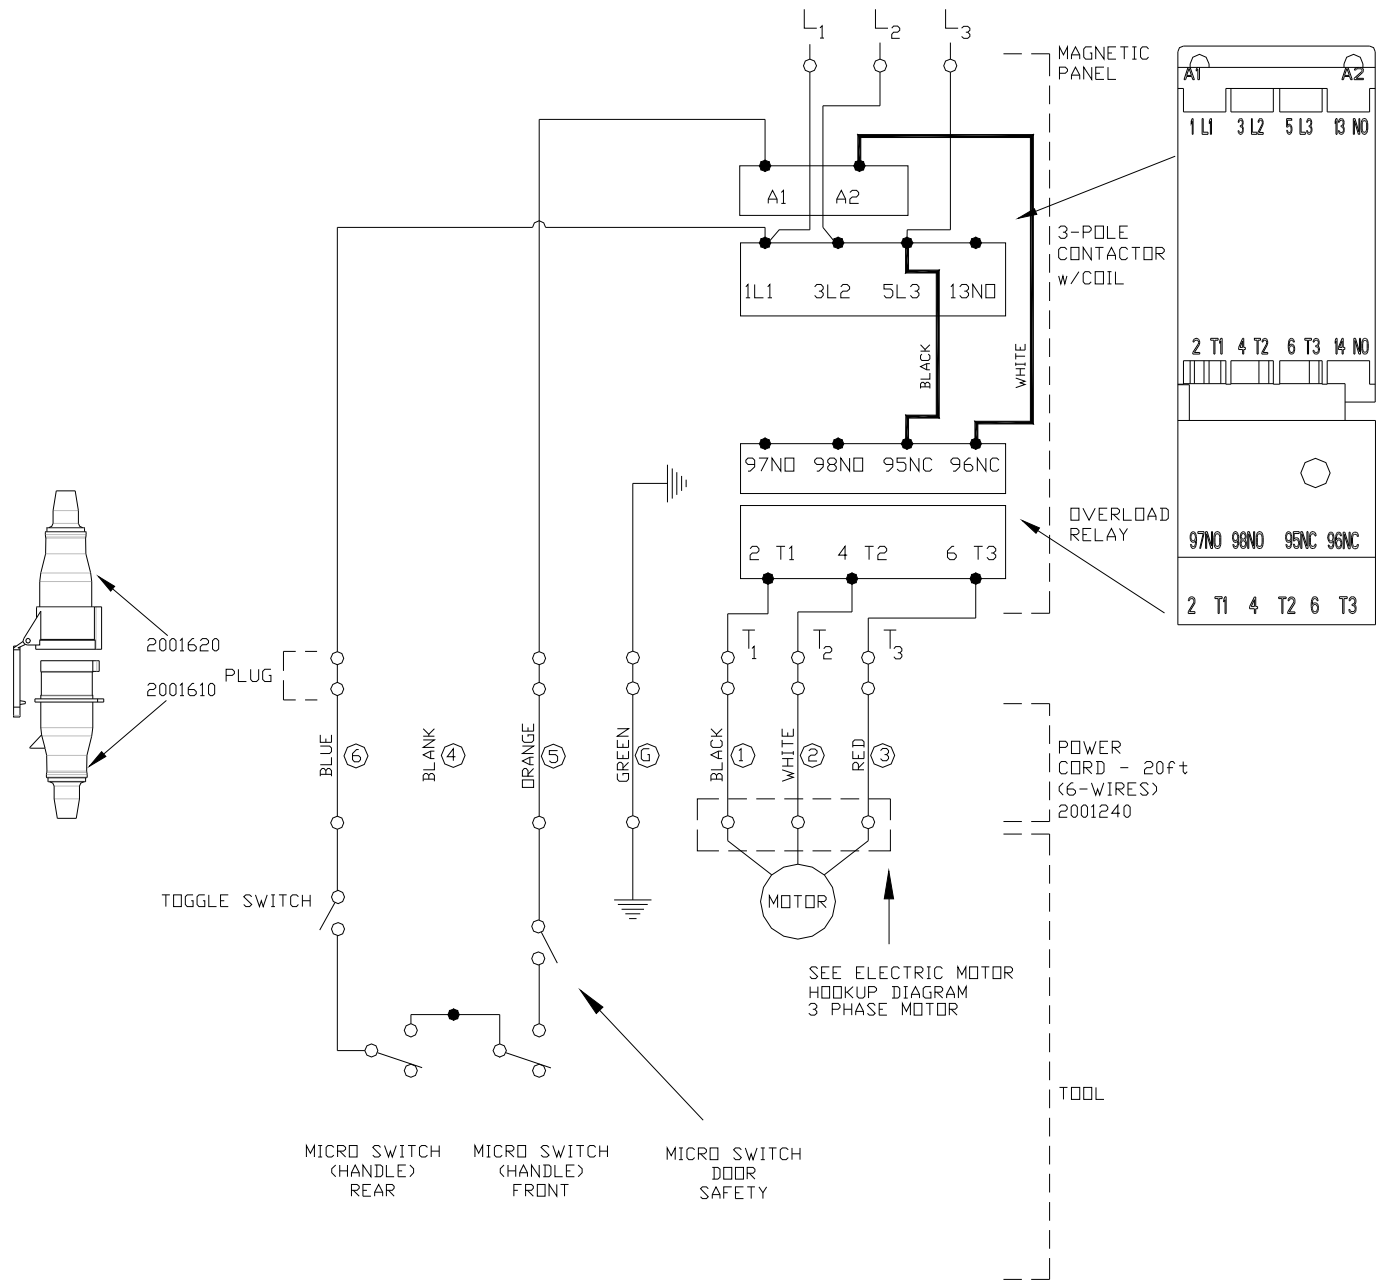 L1
L2
L3
MAGNETIC
PANEL
A1
A2
1 L1
3 L2
5 L3
13 NO
A1
A2
3-POLE
CONTACTOR
w/COIL
1L1
3L2
5L3
13NO
BLACK
WHITE
2 T1
4 T2
6 T3
14 NO
97NO
98NO
95NC
96NC
OVERLOAD
RELAY
97NO
98NO
95NC
96NC
2 T1
4 T2
6 T3
2 T1
4 T2
6 T3
T1
T2
T3
2001620
2001610
PLUG
BLUE
6
BLANK
4
ORANGE
5
GREEN
G
BLACK
1
WHITE
2
RED
3
POWER
CORD - 20ft
(6-WIRES)
2001240
TOGGLE SWITCH
MOTOR
SEE ELECTRIC MOTOR
HOOKUP DIAGRAM
3 PHASE MOTOR
TOOL
MICRO SWITCH
(HANDLE)
REAR
MICRO SWITCH
(HANDLE)
FRONT
MICRO SWITCH
DOOR
SAFETY